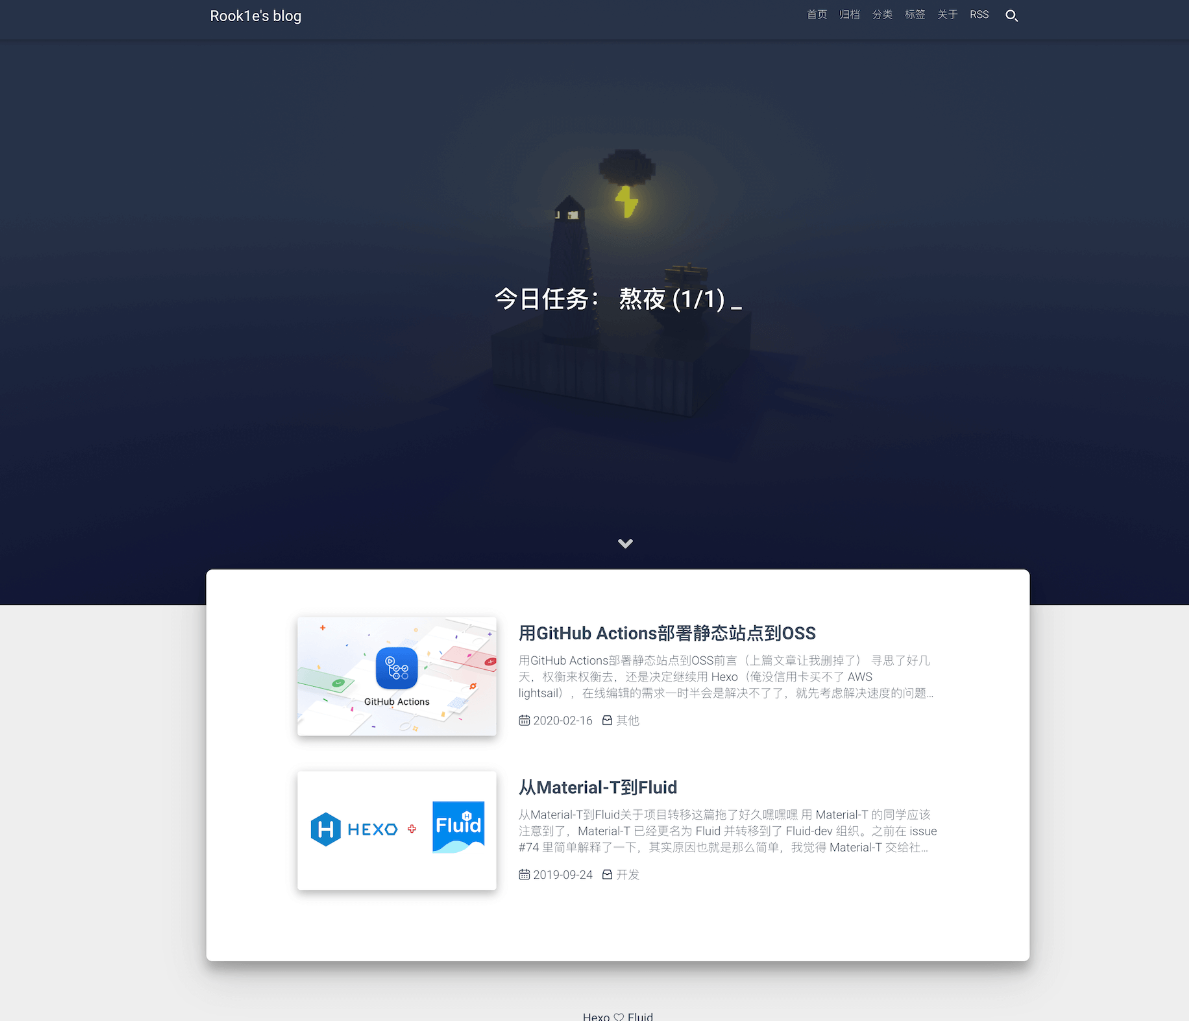 Rook1e's blog
首页 归档 分类 标签 关于 RSS
今日任务： 熬夜 (1/1) _
GitHub Actions
用GitHub Actions部署静态站点到OSS
用GitHub Actions部署静态站点到OSS前言（上篇文章让我删掉了） 寻思了好几
天，权衡来权衡去，还是决定继续用 Hexo（俺没信用卡买不了 AWS
lightsail），在线编辑的需求一时半会是解决不了了，就先考虑解决速度的问题...
2020-02-16 其他
HEXO + Fluid
从Material-T到Fluid
从Material-T到Fluid关于项目转移这篇拖了好久嘿嘿嘿 用 Material-T 的同学应该
注意到了，Material-T 已经更名为 Fluid 并转移到了 Fluid-dev 组织。之前在 issue
#74 里简单解释了一下，其实原因也就是那么简单，我觉得 Material-T 交给社...
2019-09-24 开发
Hexo ♡ Fluid